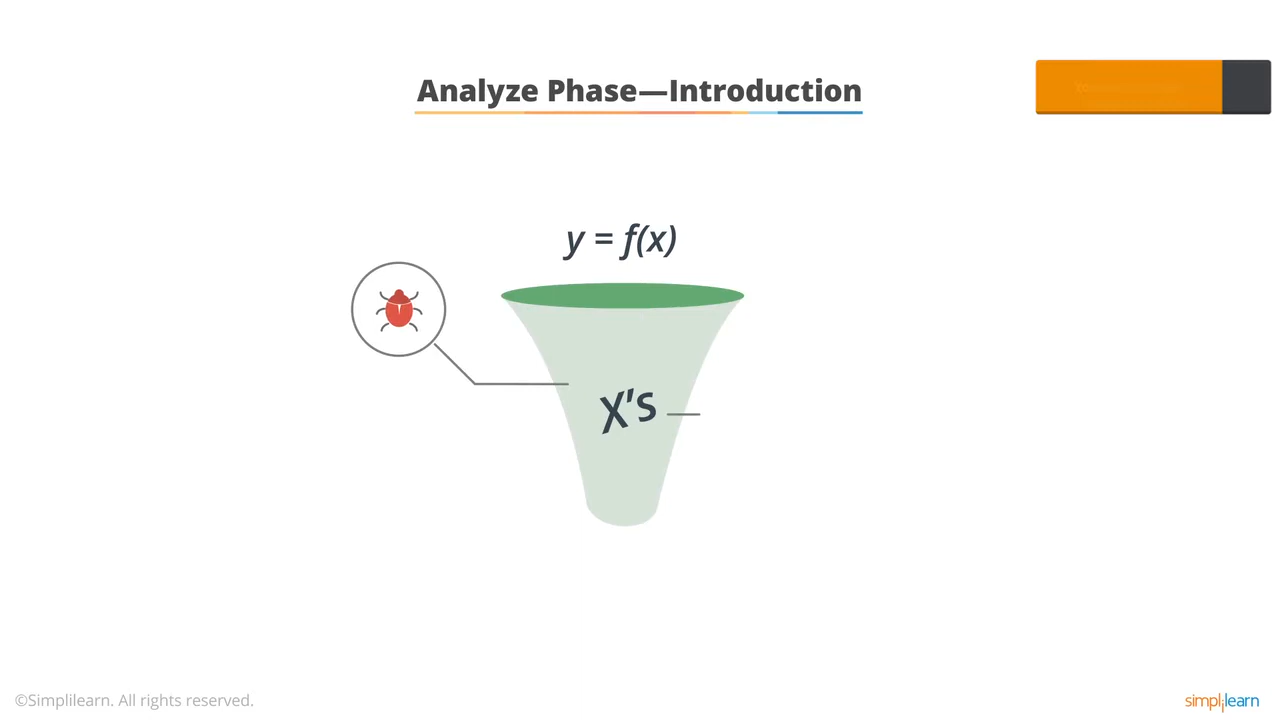 Analyze Phase—Introduction
y = f(x)
X's
©Simplilearn. All rights reserved.
simplilearn